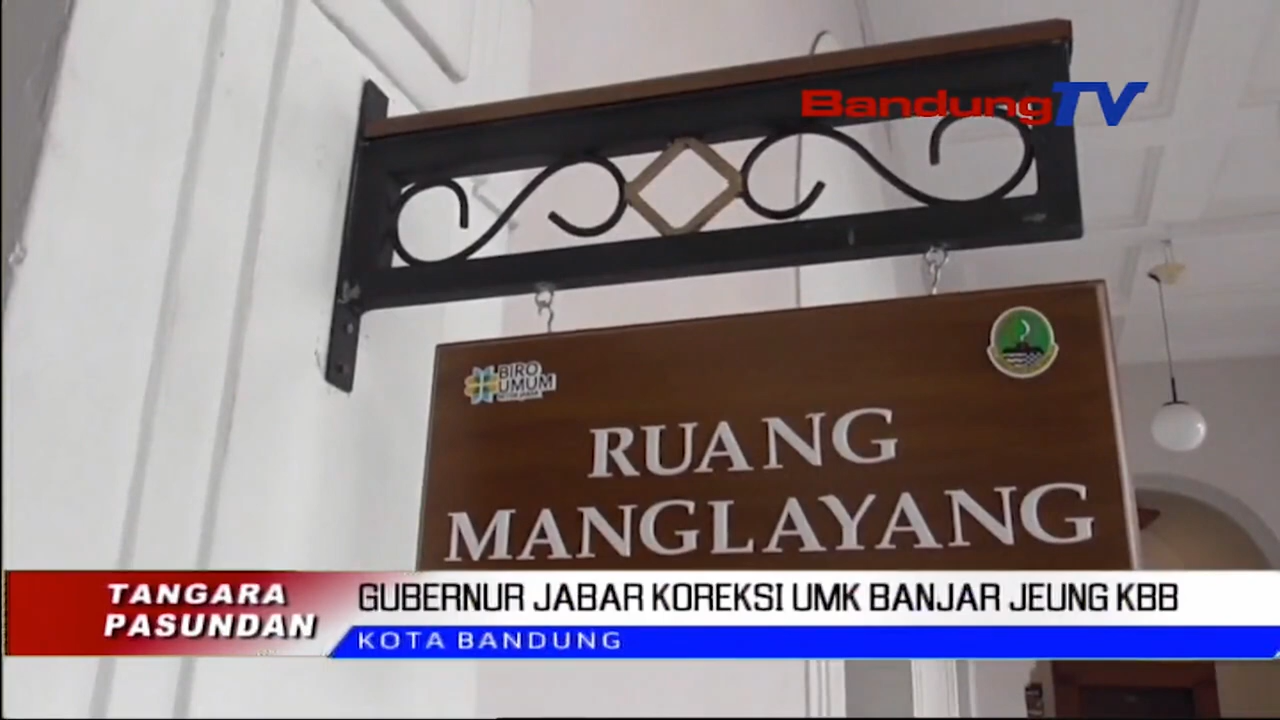 BandungTV
BIRO
UMUM
RUANG
MANGLAYANG
TANGARA
PASUNDAN
GUBERNUR JABAR KOREKSI UMK BANJAR JEUNG KBB
KOTA BANDUNG